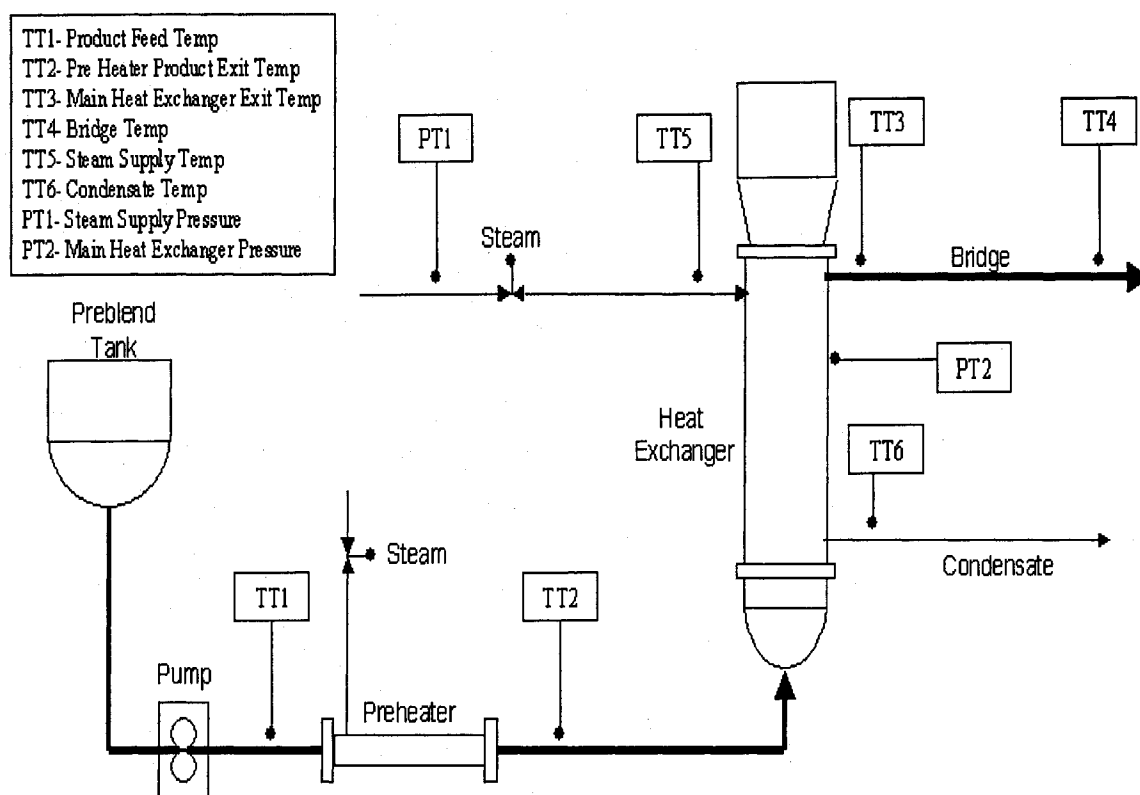 TT1- Product Feed Temp
TT2- Pre Heater Product Exit Temp
TT3- Main Heat Exchanger Exit Temp
TT4- Bridge Temp
TT5- Steam Supply Temp
TT6- Condensate Temp
PT1- Steam Supply Pressure
PT2- Main Heat Exchanger Pressure
PT1
TT5
TT3
TT4
Steam
Bridge
Preblend
Tank
PT2
Heat
Exchanger
TT6
Steam
Condensate
TT1
TT2
Pump
Preheater